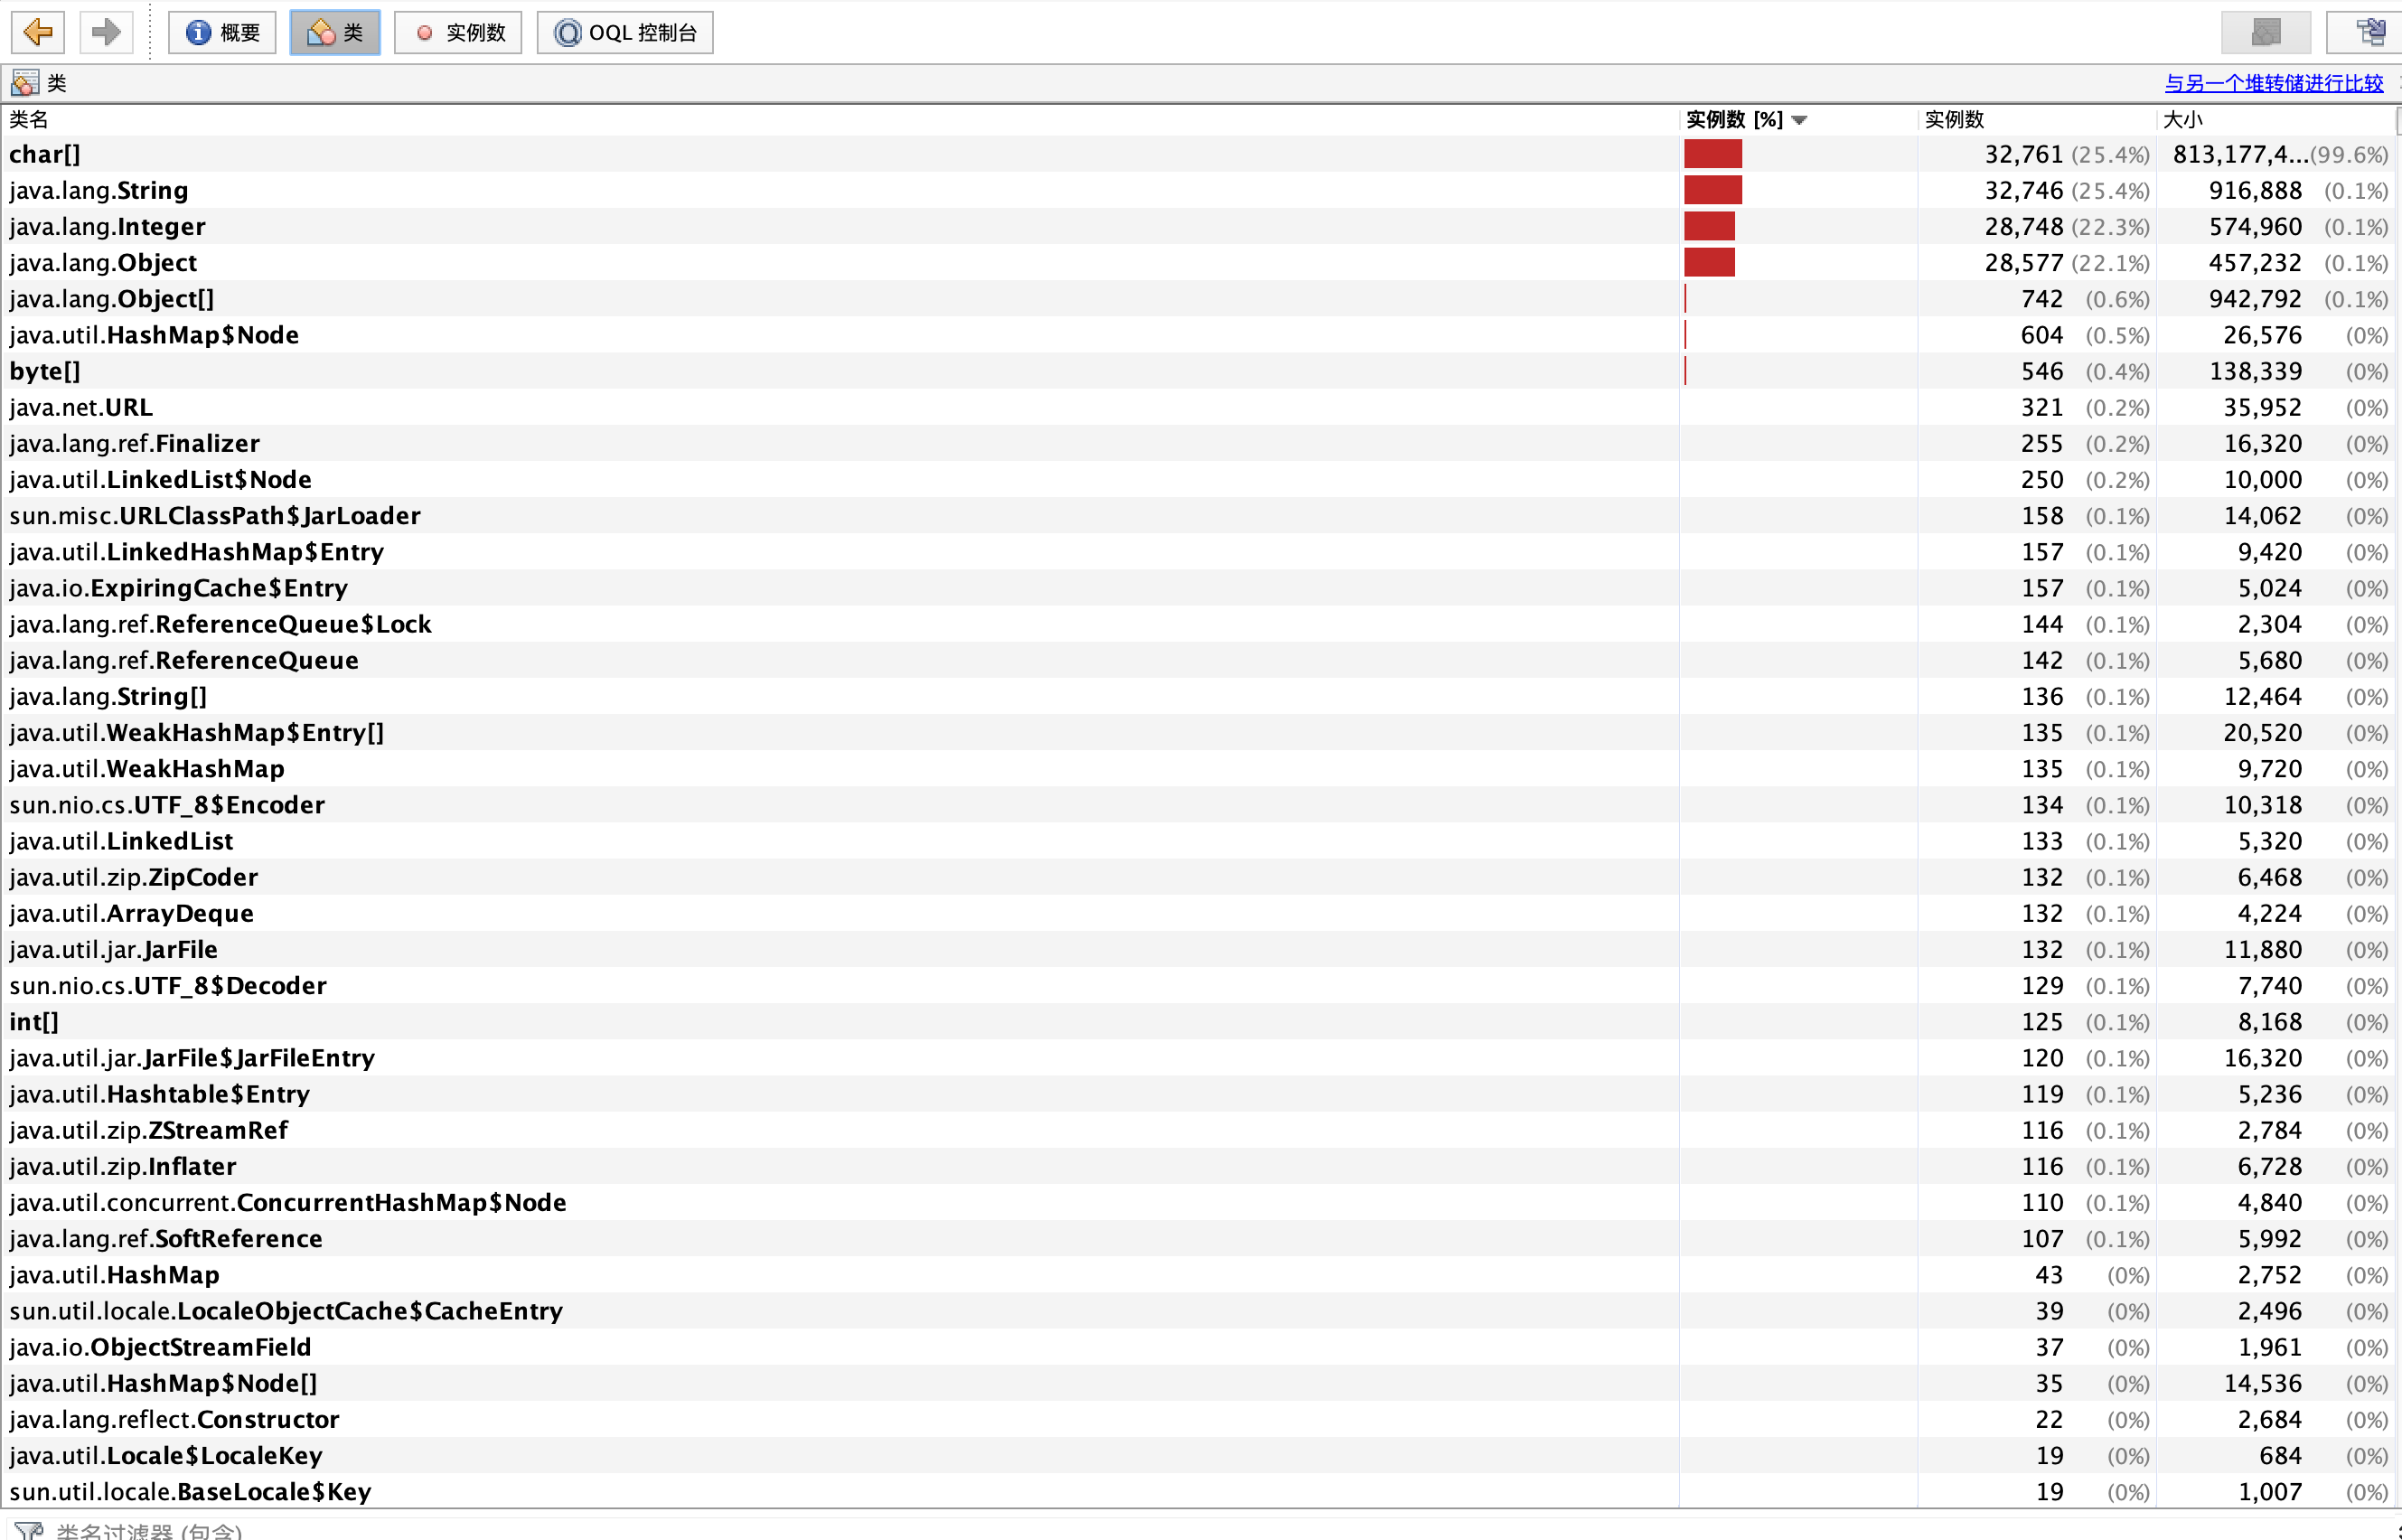 概要 类 实例数 OQL 控制台
类 与另一个堆转储进行比较
类名 实例数 [%] 实例数 大小
char[] 32,761 (25.4%) 813,177,4...(99.6%)
java.lang.String 32,746 (25.4%) 916,888 (0.1%)
java.lang.Integer 28,748 (22.3%) 574,960 (0.1%)
java.lang.Object 28,577 (22.1%) 457,232 (0.1%)
java.lang.Object[] 742 (0.6%) 942,792 (0.1%)
java.util.HashMap$Node 604 (0.5%) 26,576 (0%)
byte[] 546 (0.4%) 138,339 (0%)
java.net.URL 321 (0.2%) 35,952 (0%)
java.lang.ref.Finalizer 255 (0.2%) 16,320 (0%)
java.util.LinkedList$Node 250 (0.2%) 10,000 (0%)
sun.misc.URLClassPath$JarLoader 158 (0.1%) 14,062 (0%)
java.util.LinkedHashMap$Entry 157 (0.1%) 9,420 (0%)
java.io.ExpiringCache$Entry 157 (0.1%) 5,024 (0%)
java.lang.ref.ReferenceQueue$Lock 144 (0.1%) 2,304 (0%)
java.lang.ref.ReferenceQueue 142 (0.1%) 5,680 (0%)
java.lang.String[] 136 (0.1%) 12,464 (0%)
java.util.WeakHashMap$Entry[] 135 (0.1%) 20,520 (0%)
java.util.WeakHashMap 135 (0.1%) 9,720 (0%)
sun.nio.cs.UTF_8$Encoder 134 (0.1%) 10,318 (0%)
java.util.LinkedList 133 (0.1%) 5,320 (0%)
java.util.zip.ZipCoder 132 (0.1%) 6,468 (0%)
java.util.ArrayDeque 132 (0.1%) 4,224 (0%)
java.util.jar.JarFile 132 (0.1%) 11,880 (0%)
sun.nio.cs.UTF_8$Decoder 129 (0.1%) 7,740 (0%)
int[] 125 (0.1%) 8,168 (0%)
java.util.jar.JarFile$JarFileEntry 120 (0.1%) 16,320 (0%)
java.util.Hashtable$Entry 119 (0.1%) 5,236 (0%)
java.util.zip.ZStreamRef 116 (0.1%) 2,784 (0%)
java.util.zip.Inflater 116 (0.1%) 6,728 (0%)
java.util.concurrent.ConcurrentHashMap$Node 110 (0.1%) 4,840 (0%)
java.lang.ref.SoftReference 107 (0.1%) 5,992 (0%)
java.util.HashMap 43 (0%) 2,752 (0%)
sun.util.locale.LocaleObjectCache$CacheEntry 39 (0%) 2,496 (0%)
java.io.ObjectStreamField 37 (0%) 1,961 (0%)
java.util.HashMap$Node[] 35 (0%) 14,536 (0%)
java.lang.reflect.Constructor 22 (0%) 2,684 (0%)
java.util.Locale$LocaleKey 19 (0%) 684 (0%)
sun.util.locale.BaseLocale$Key 19 (0%) 1,007 (0%)
类名过滤器 (包含)